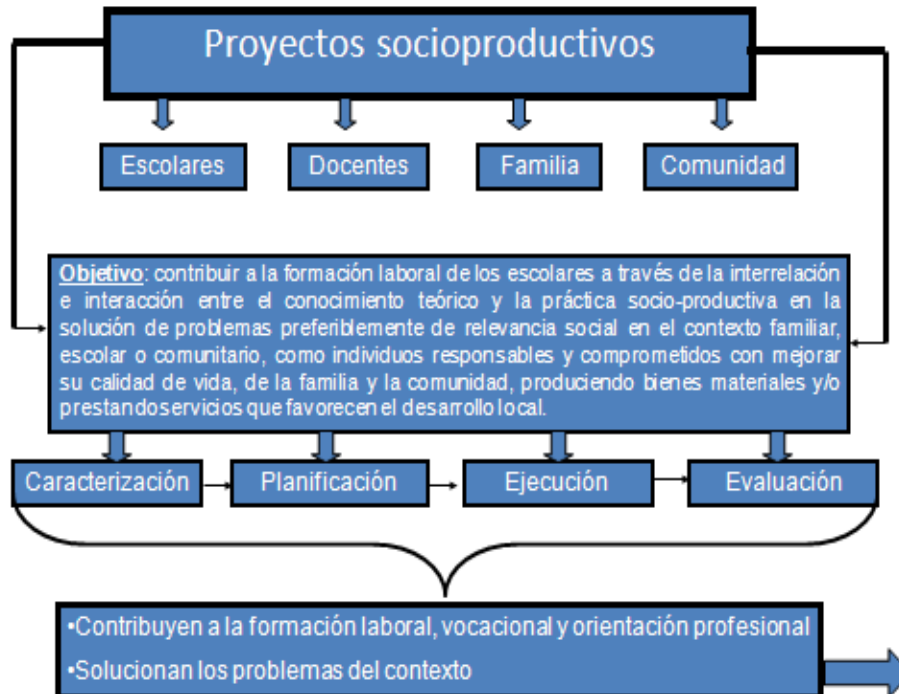 Proyectos socioproductivos
Escolares
Docentes
Familia
Comunidad
Objetivo: contribuir a la formación laboral de los escolares a través de la interrelación
e interacción entre el conocimiento teórico y la práctica socio-productiva en la
solución de problemas preferiblemente de relevancia social en el contexto familiar,
escolar o comunitario, como individuos responsables y comprometidos con mejorar
su calidad de vida, de la familia y la comunidad, produciendo bienes materiales y/o
prestando servicios que favorecen el desarrollo local.
Caracterización
Planificación
Ejecución
Evaluación
•Contribuyen a la formación laboral, vocacional y orientación profesional
•Solucionan los problemas del contexto